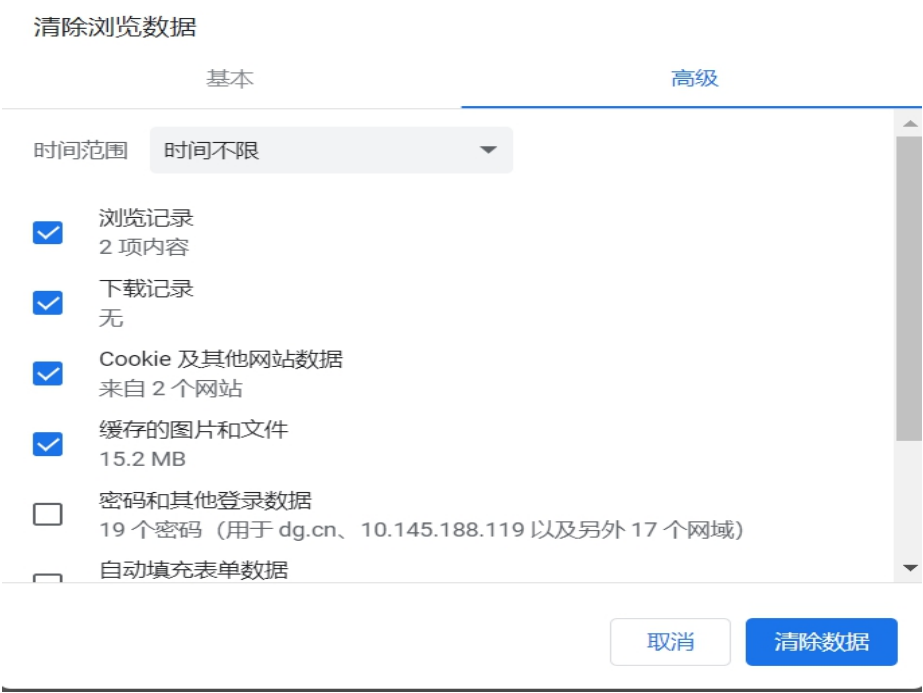 清除浏览数据
基本
高级
时间范围
时间不限
浏览记录
2 项内容
下载记录
无
Cookie 及其他网站数据
来自 2 个网站
缓存的图片和文件
15.2 MB
密码和其他登录数据
19 个密码（用于 dg.cn、10.145.188.119 以及另外 17 个网域）
自动填充表单数据
取消
清除数据